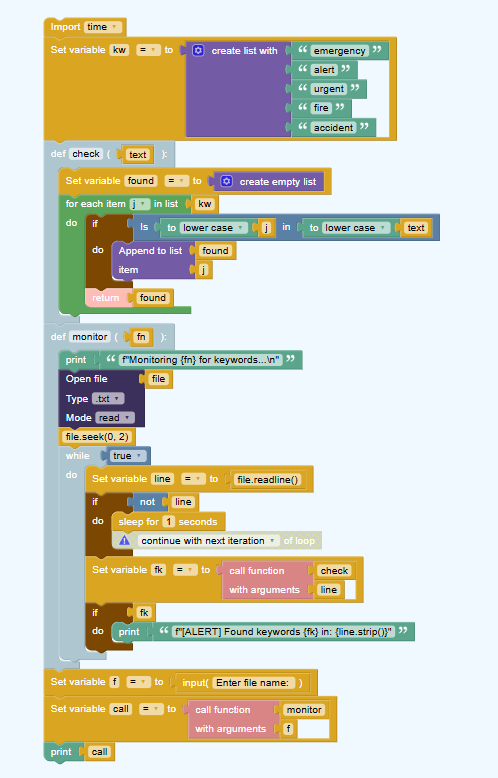 Import time
Set variable kw = to create list with “ emergency ”
“ alert ”
“ urgent ”
“ fire ”
“ accident ”
def check ( text ):
Set variable found = to create empty list
for each item j in list kw
do if Is to lower case j in to lower case text
do Append to list found
item j
return found
def monitor ( fn ):
print “ f"Monitoring {fn} for keywords...\n" ”
Open file file
Type .txt
Mode read
file.seek(0, 2)
while true
do Set variable line = to file.readline()
if not line
do sleep for 1 seconds
continue with next iteration of loop
Set variable fk = to call function check
with arguments line
if fk
do print “ f"[ALERT] Found keywords {fk} in: {line.strip()}" ”
Set variable f = to input( Enter file name: )
Set variable call = to call function monitor
with arguments f
print call